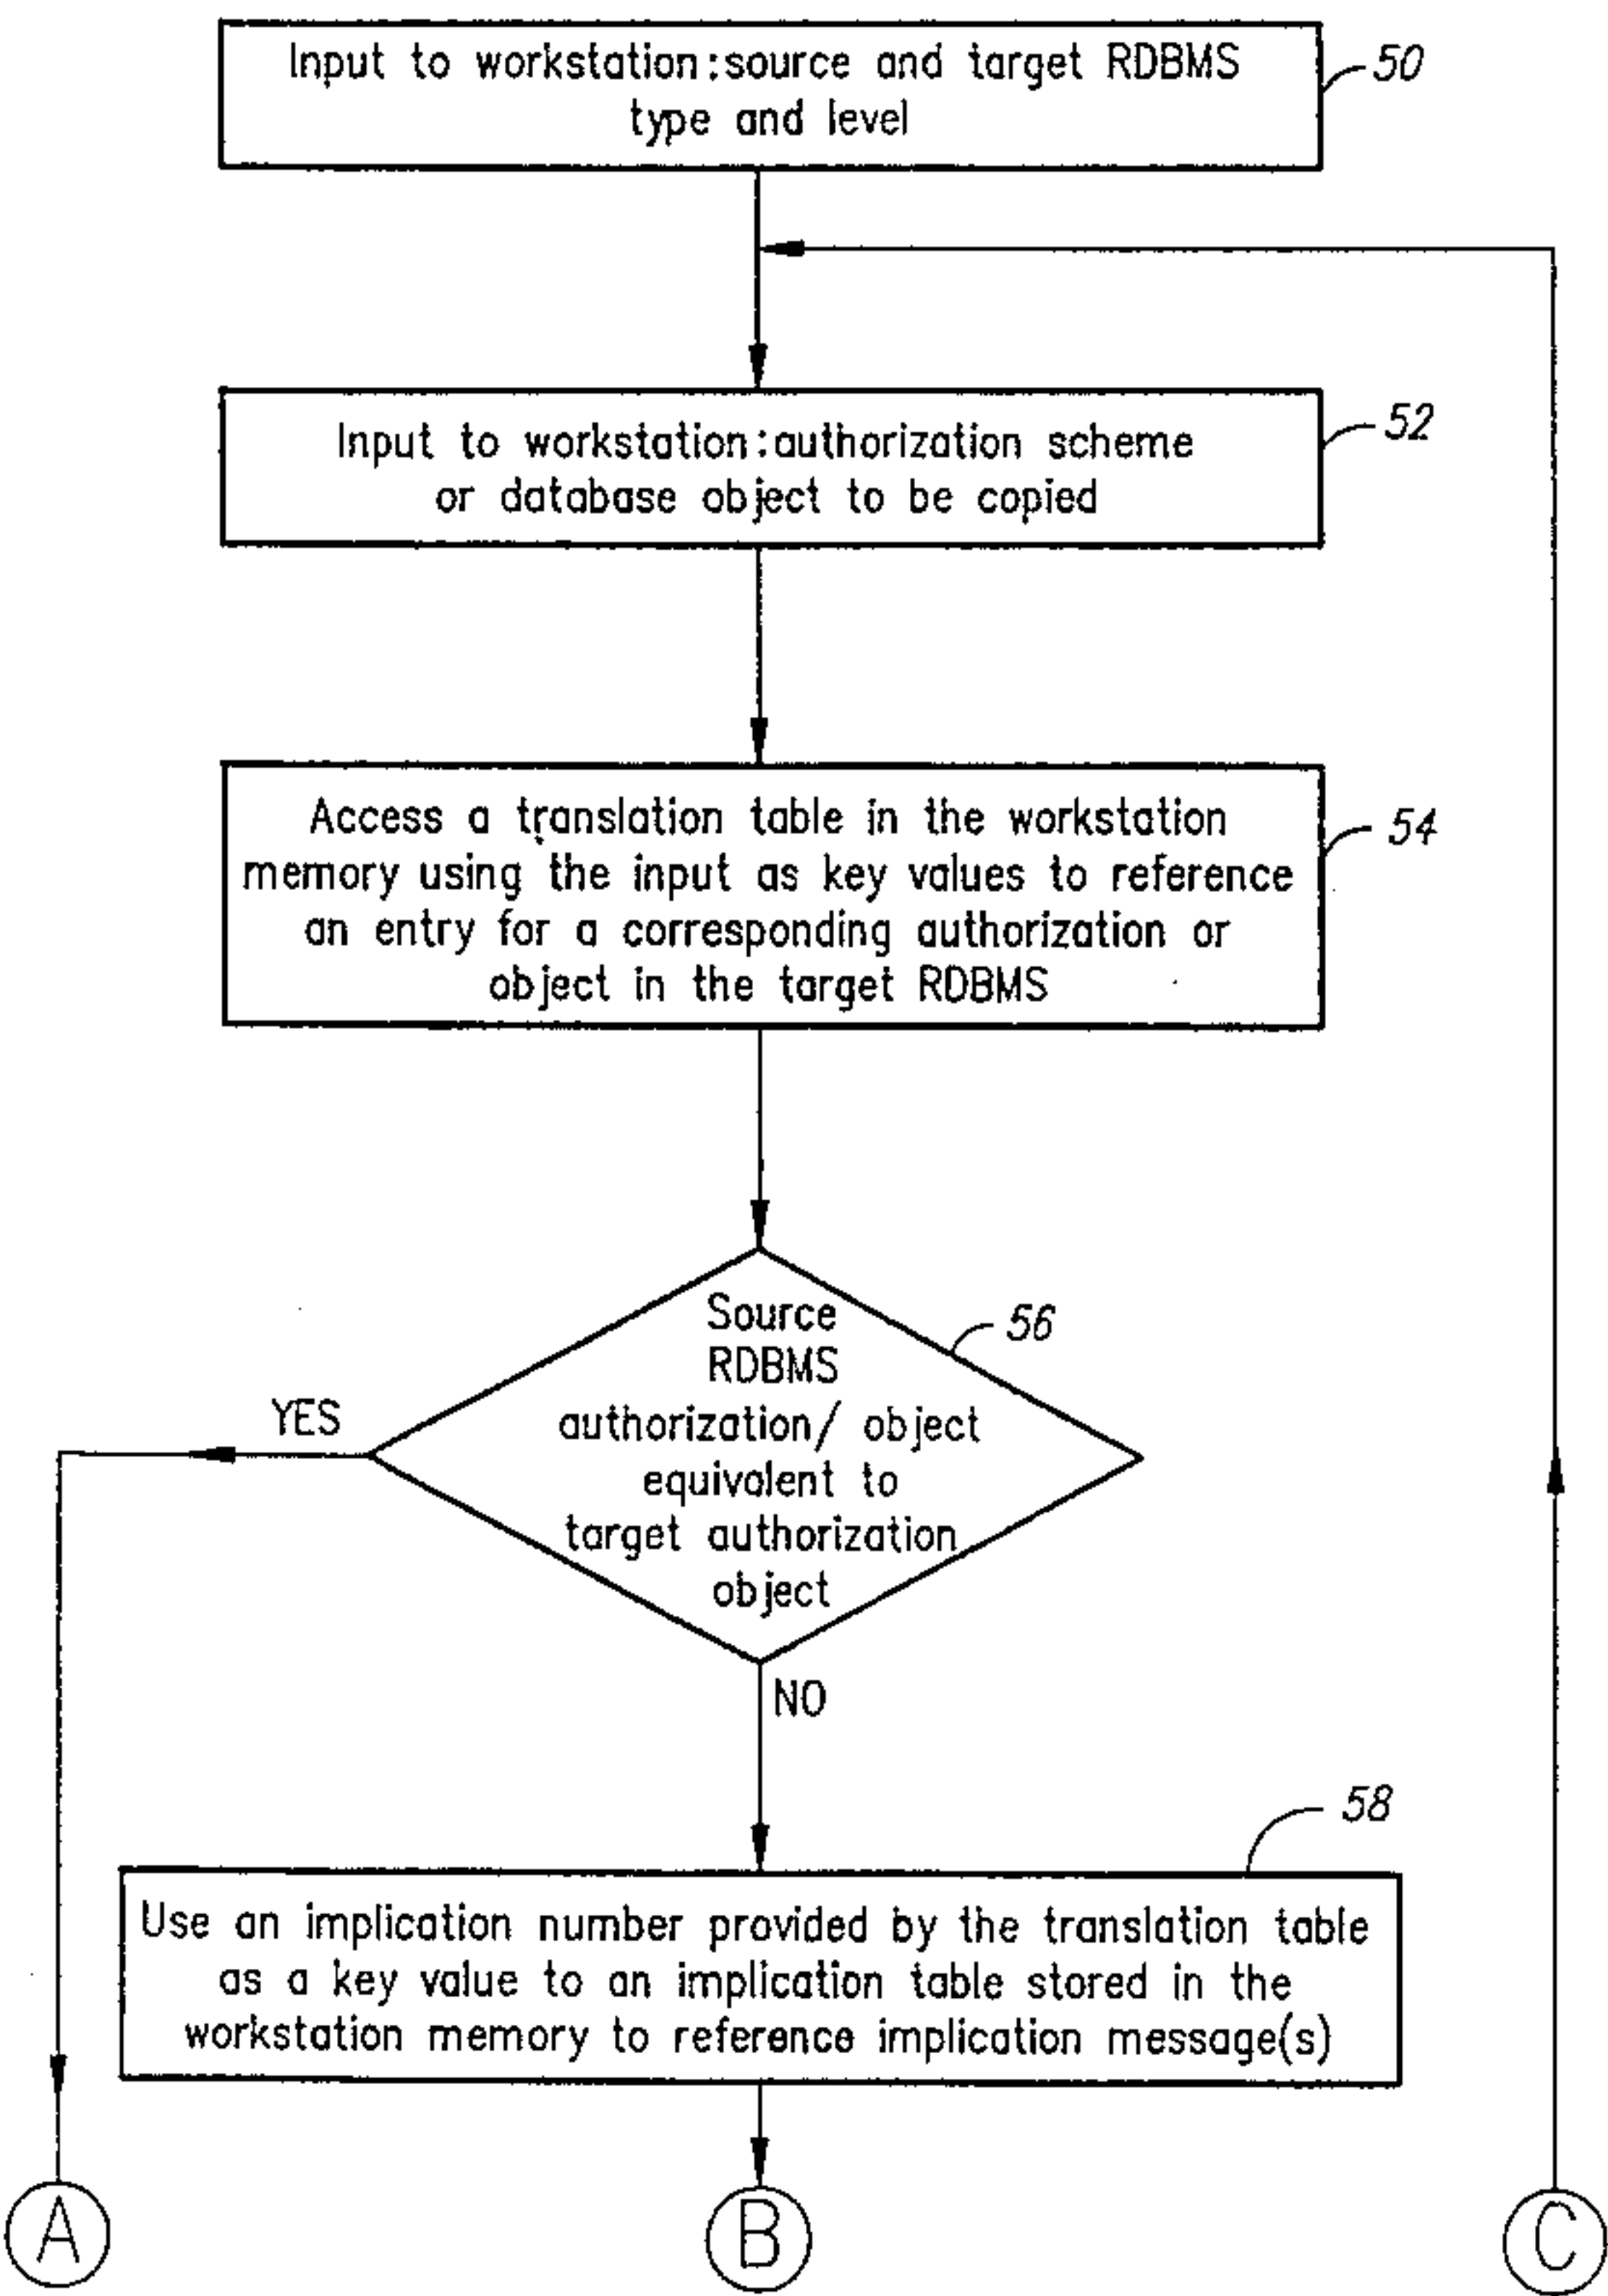 Input to workstation:source and target RDBMS
type and level
50
Input to workstation:authorization scheme
or database object to be copied
52
Access a translation table in the workstation
memory using the input as key values to reference
an entry for a corresponding authorization or
object in the target RDBMS
54
Source
RDBMS
authorization/ object
equivalent to
target authorization
object
56
YES
NO
58
Use an implication number provided by the translation table
as a key value to an implication table stored in the
workstation memory to reference implication message(s)
A
B
C